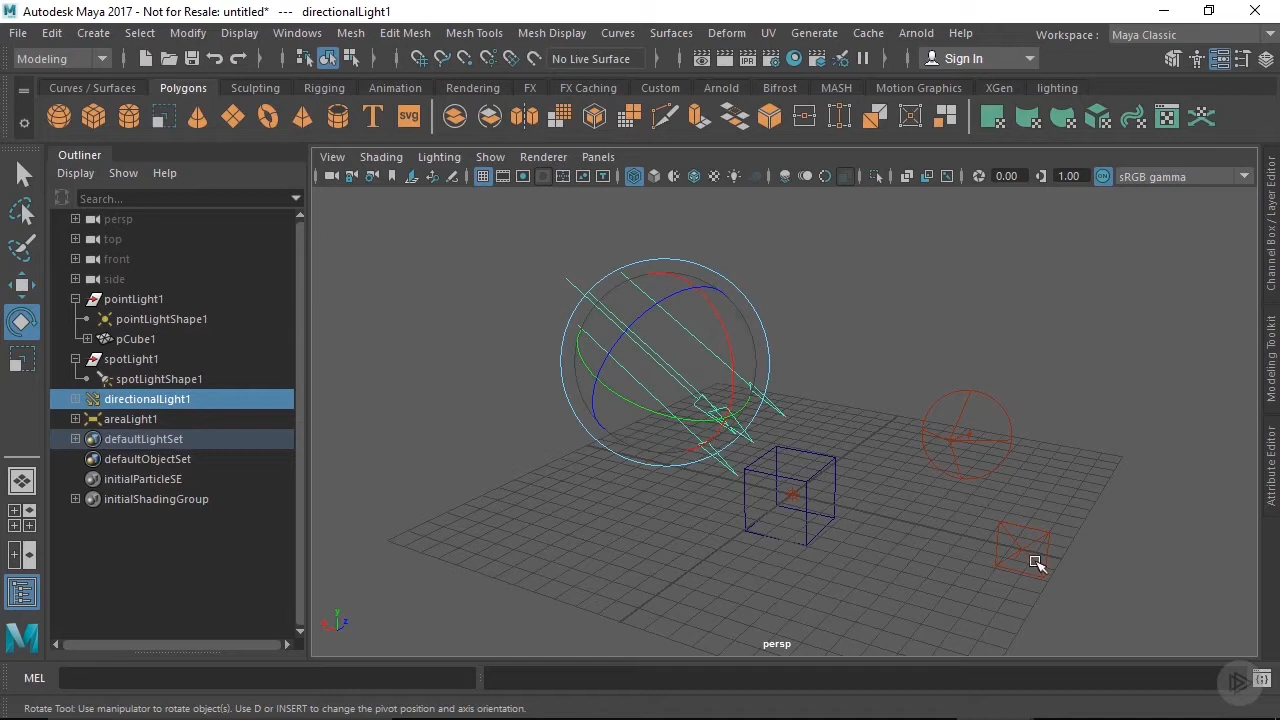 Autodesk Maya 2017 - Not for Resale: untitled*   ---   directionalLight1
File Edit Create Select Modify Display Windows Mesh Edit Mesh Mesh Tools Mesh Display Curves Surfaces Deform UV Generate Cache Arnold Help Workspace : Maya Classic
Modeling No Live Surface IPR Sign In
Curves / Surfaces Polygons Sculpting Rigging Animation Rendering FX FX Caching Custom Arnold Bifrost MASH Motion Graphics XGen lighting
T svg
Outliner
Display Show Help
Search...
persp
top
front
side
pointLight1
pointLightShape1
pCube1
spotLight1
spotLightShape1
directionalLight1
areaLight1
defaultLightSet
defaultObjectSet
initialParticleSE
initialShadingGroup
View Shading Lighting Show Renderer Panels
0.00 1.00 ON sRGB gamma
y
z
persp
Channel Box / Layer Editor
Modeling Toolkit
Attribute Editor
MEL
Rotate Tool: Use manipulator to rotate object(s). Use D or INSERT to change the pivot position and axis orientation.